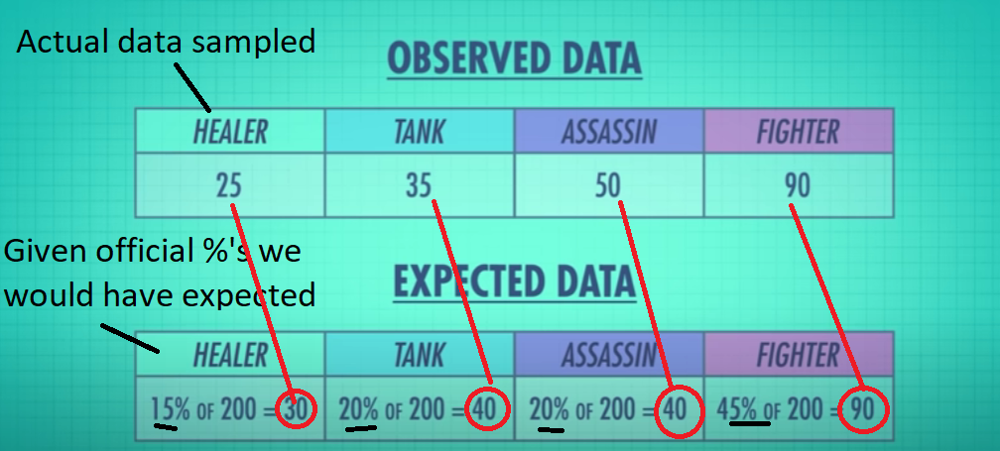 Actual data sampled
OBSERVED DATA
HEALER TANK ASSASSIN FIGHTER
25 35 50 90
Given official %'s we
would have expected
EXPECTED DATA
HEALER TANK ASSASSIN FIGHTER
15% OF 200 = 30 20% OF 200 = 40 20% OF 200 = 40 45% OF 200 = 90